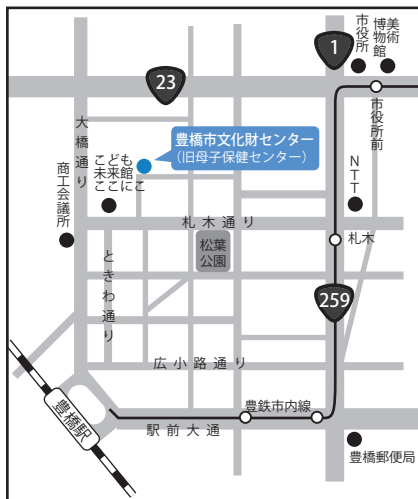 1
市役所
美術
博物館
23
市役所前
大橋通り
豊橋市文化財センター
（旧母子保健センター）
こども
未来館
ここにこ
NTT
商工会議所
札木通り
札木
松葉
公園
ときわ通り
259
広小路通り
豊鉄市内線
豊橋駅
駅前大通
豊橋郵便局